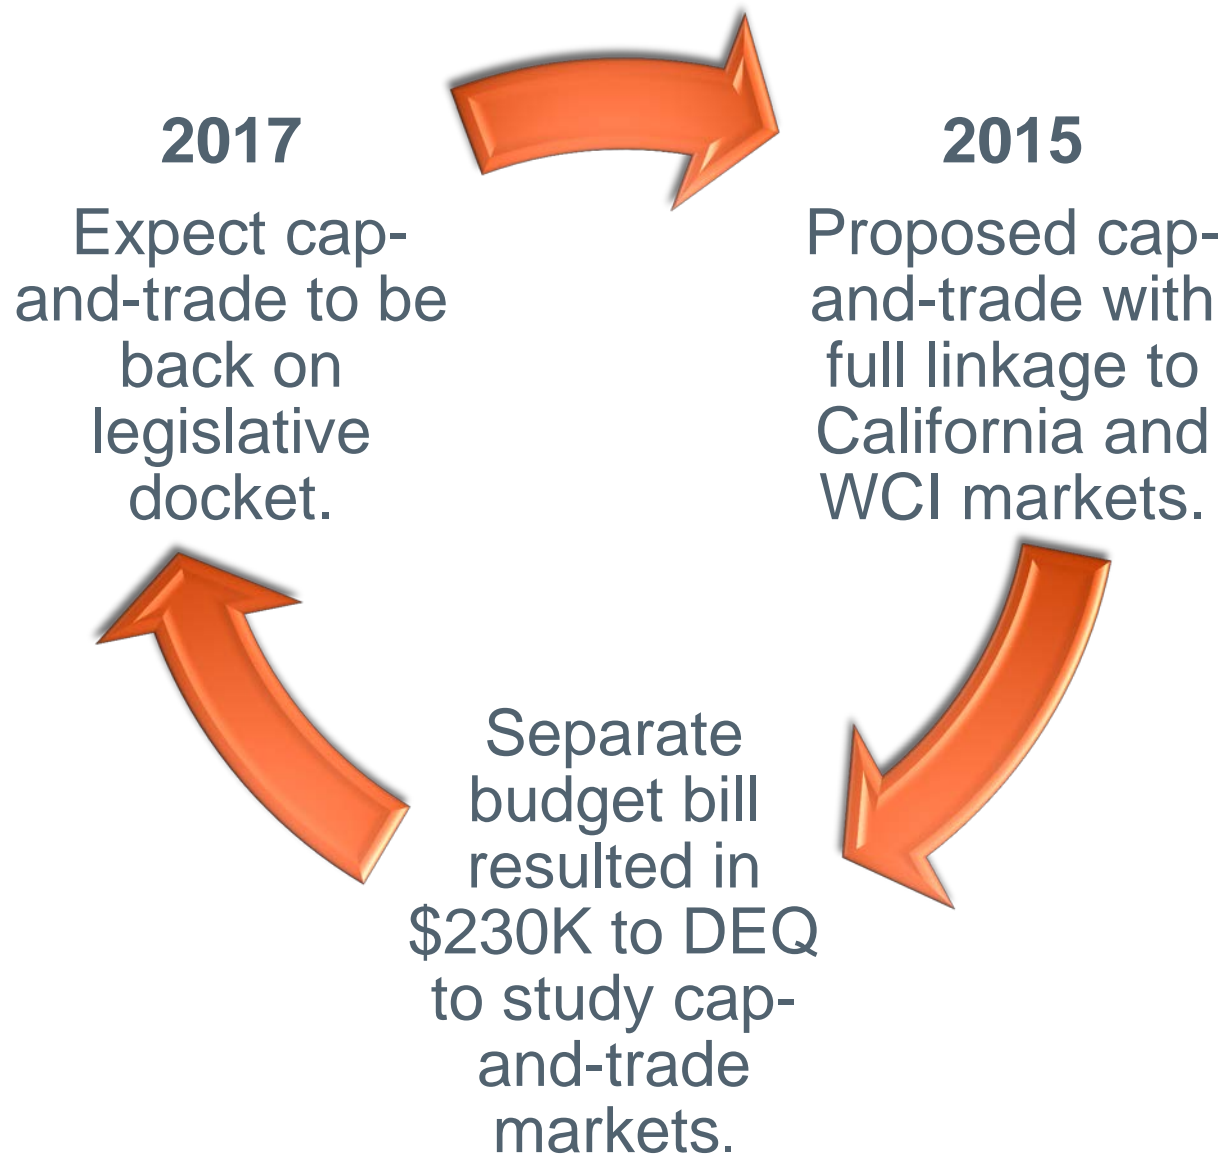 2017
Expect cap-
and-trade to be
back on
legislative
docket.
2015
Proposed cap-
and-trade with
full linkage to
California and
WCI markets.
Separate
budget bill
resulted in
$230K to DEQ
to study cap-
and-trade
markets.